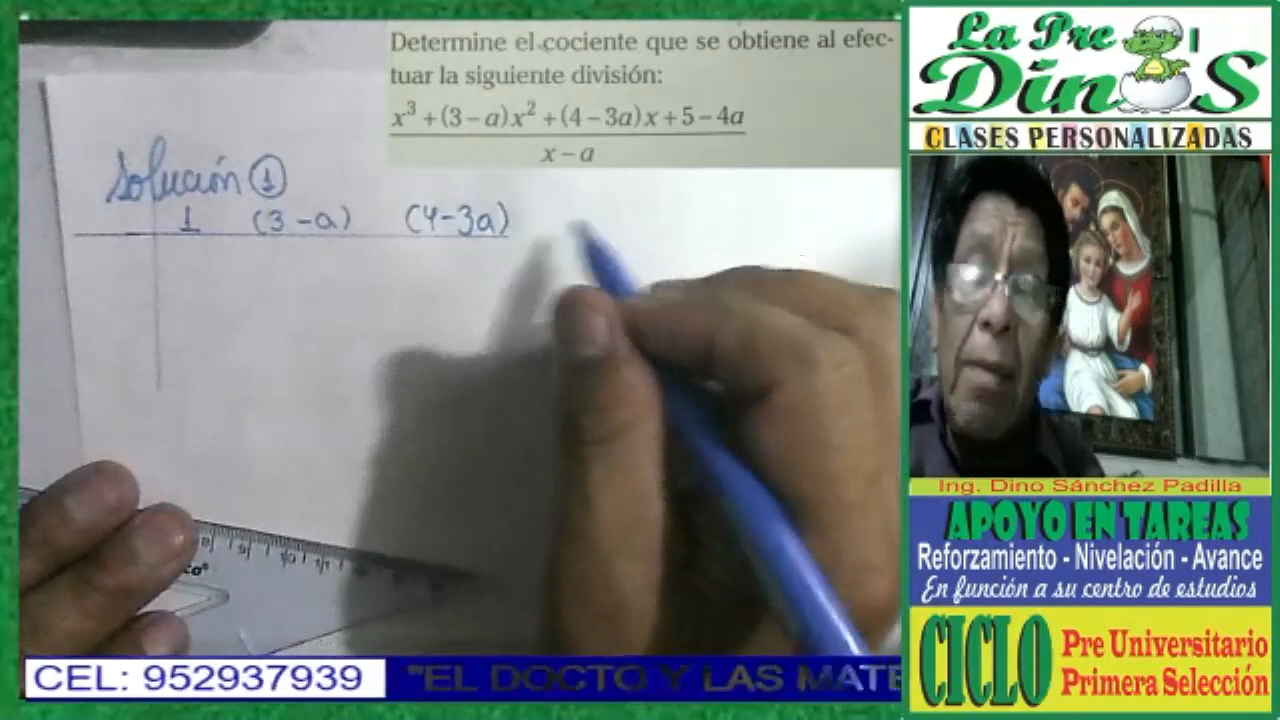 Determine el cociente que se obtiene al efec-
tuar la siguiente división:
x³ + (3 – a)x² + (4 – 3a)x + 5 – 4a
x – a
Solución ①
1 (3 – a) (4 – 3a)
La Pre
DinoS
CLASES PERSONALIZADAS
Ing. Dino Sánchez Padilla
APOYO EN TAREAS
Reforzamiento - Nivelación - Avance
En función a su centro de estudios
CICLO
Pre Universitario
Primera Selección
CEL: 952937939
"EL DOCTO Y LAS MATE